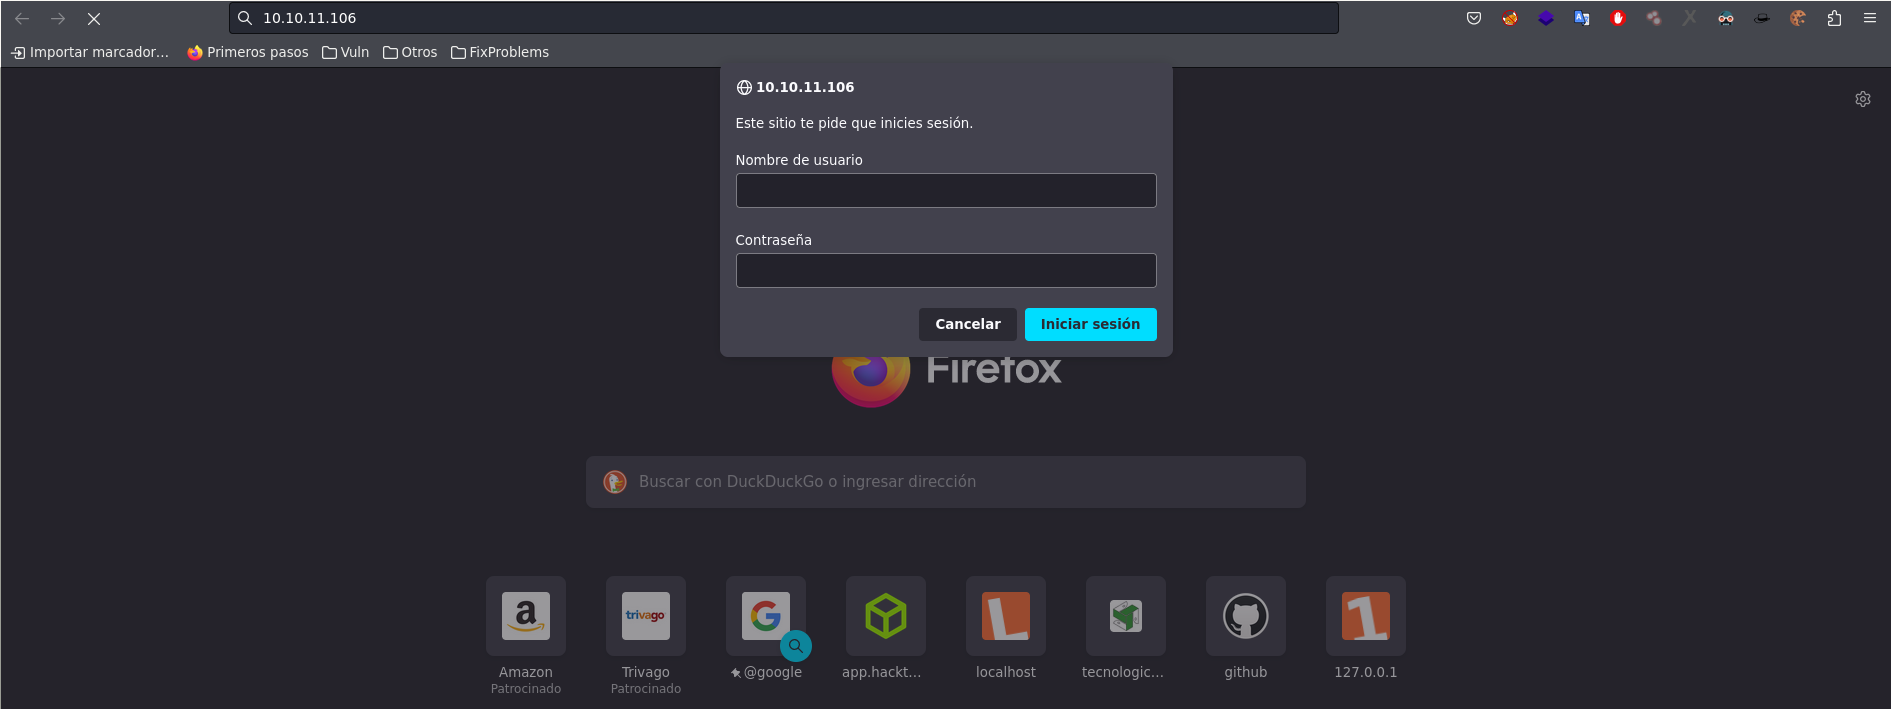 10.10.11.106
Importar marcador... Primeros pasos Vuln Otros FixProblems
10.10.11.106
Este sitio te pide que inicies sesión.
Nombre de usuario
Contraseña
Cancelar Iniciar sesión
Firefox
Buscar con DuckDuckGo o ingresar dirección
Amazon Trivago @google app.hackt... localhost tecnologic... github 127.0.0.1
Patrocinado Patrocinado